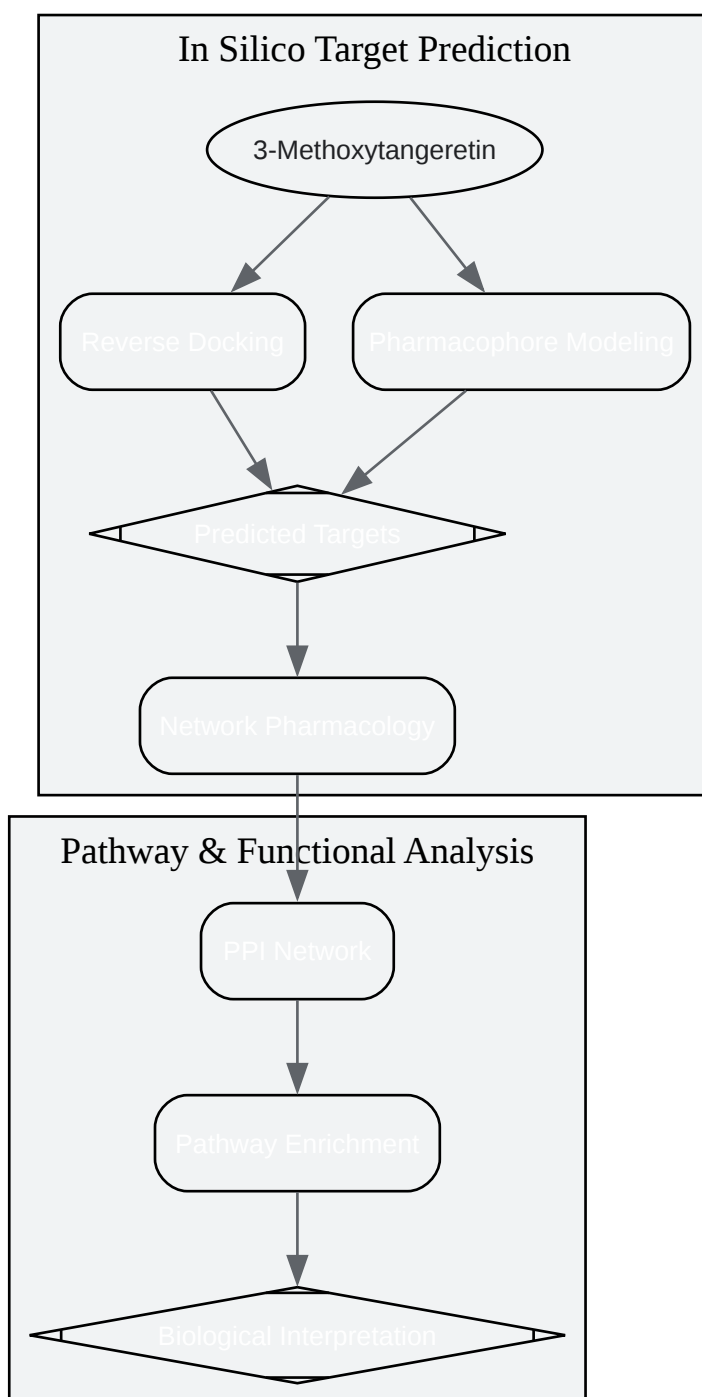 In Silico Target Prediction
3-Methoxytangeretin
Reverse Docking
Pharmacophore Modeling
Predicted Targets
Network Pharmacology
Pathway & Functional Analysis
PPI Network
Pathway Enrichment
Biological Interpretation